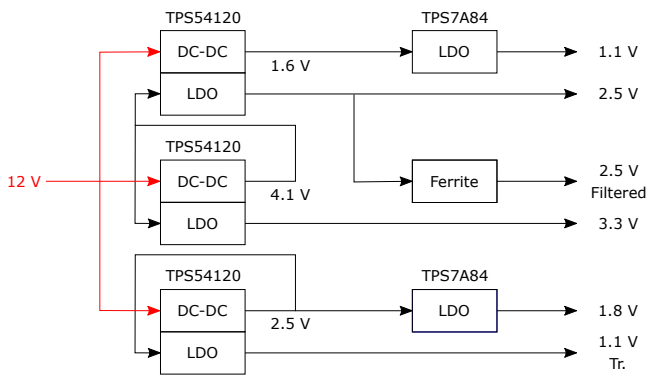 TPS54120
TPS7A84
DC-DC
LDO
1.1 V
1.6 V
LDO
2.5 V
TPS54120
12 V
DC-DC
Ferrite
2.5 V
Filtered
4.1 V
LDO
3.3 V
TPS54120
TPS7A84
DC-DC
LDO
1.8 V
2.5 V
LDO
1.1 V
Tr.